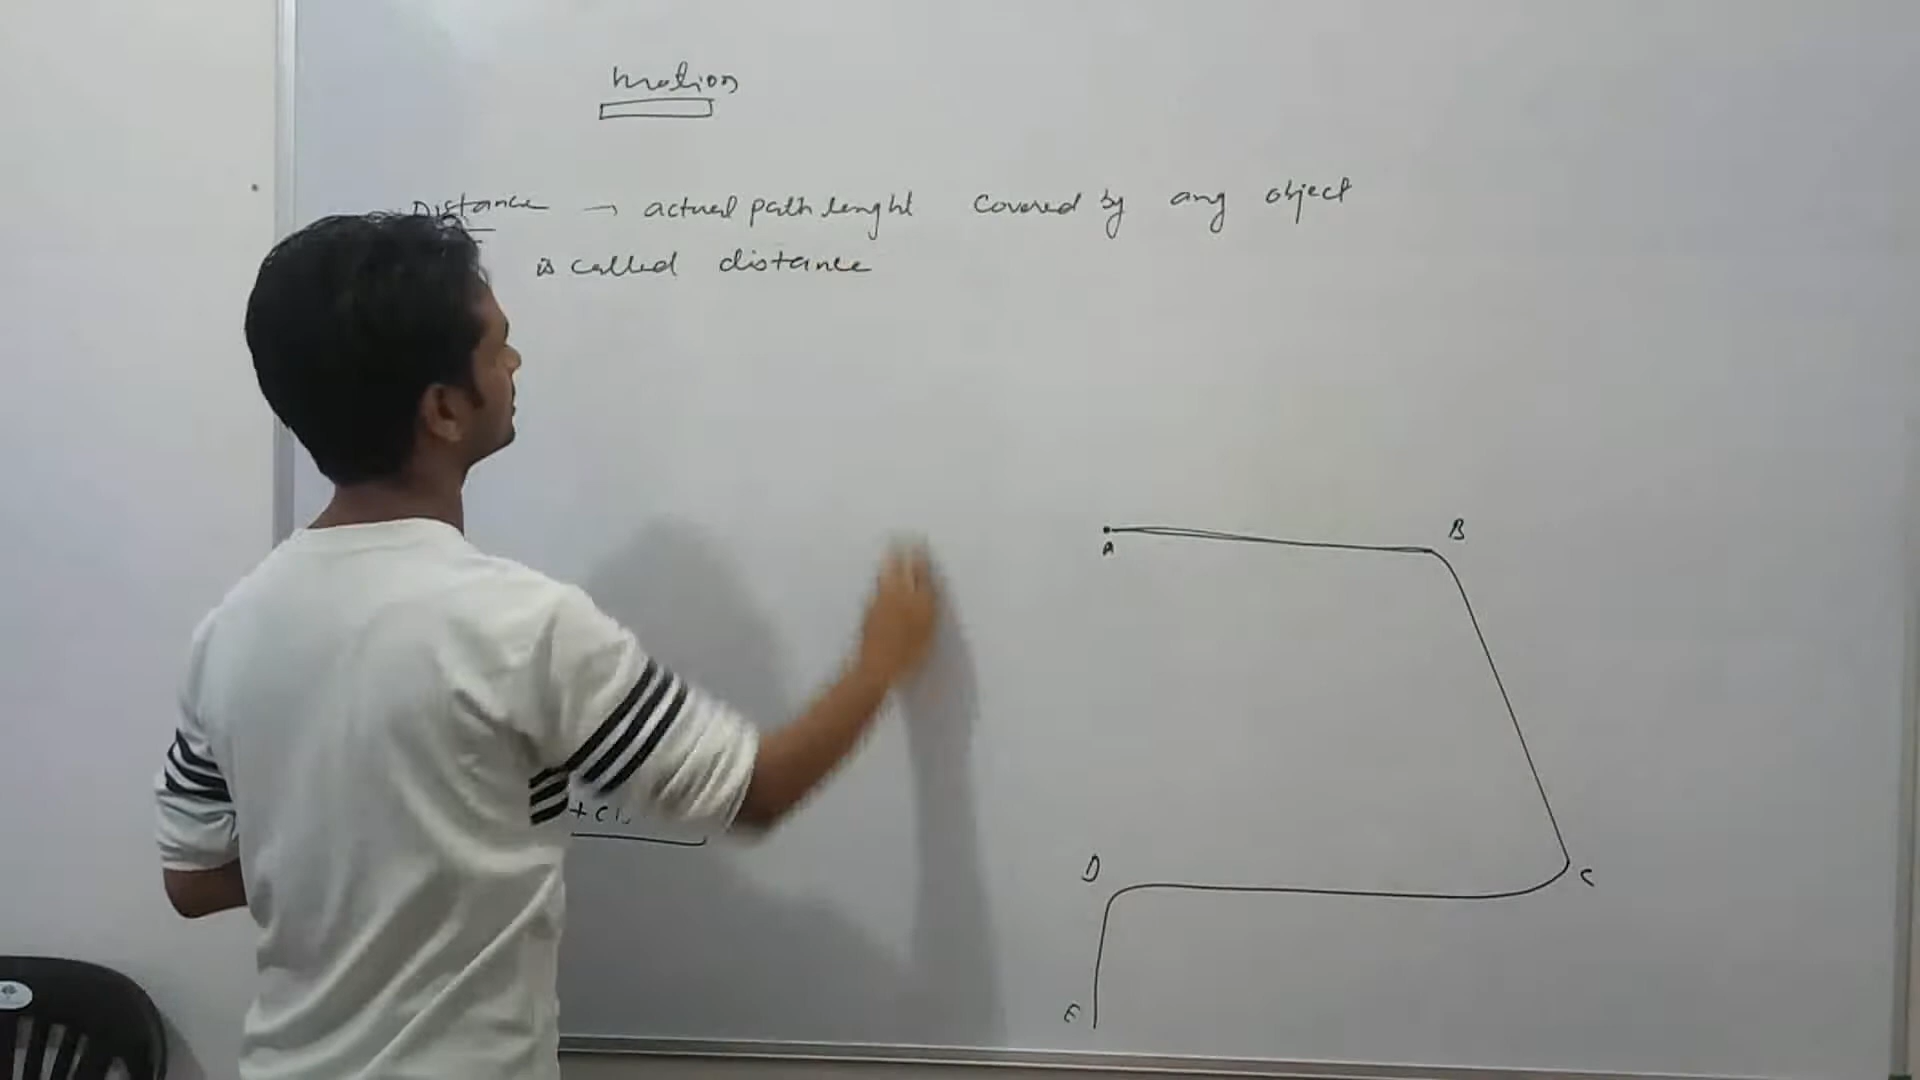 motion
Distance → actual path lenght covered by any object
is called distance
A
B
+ C
D
C
E